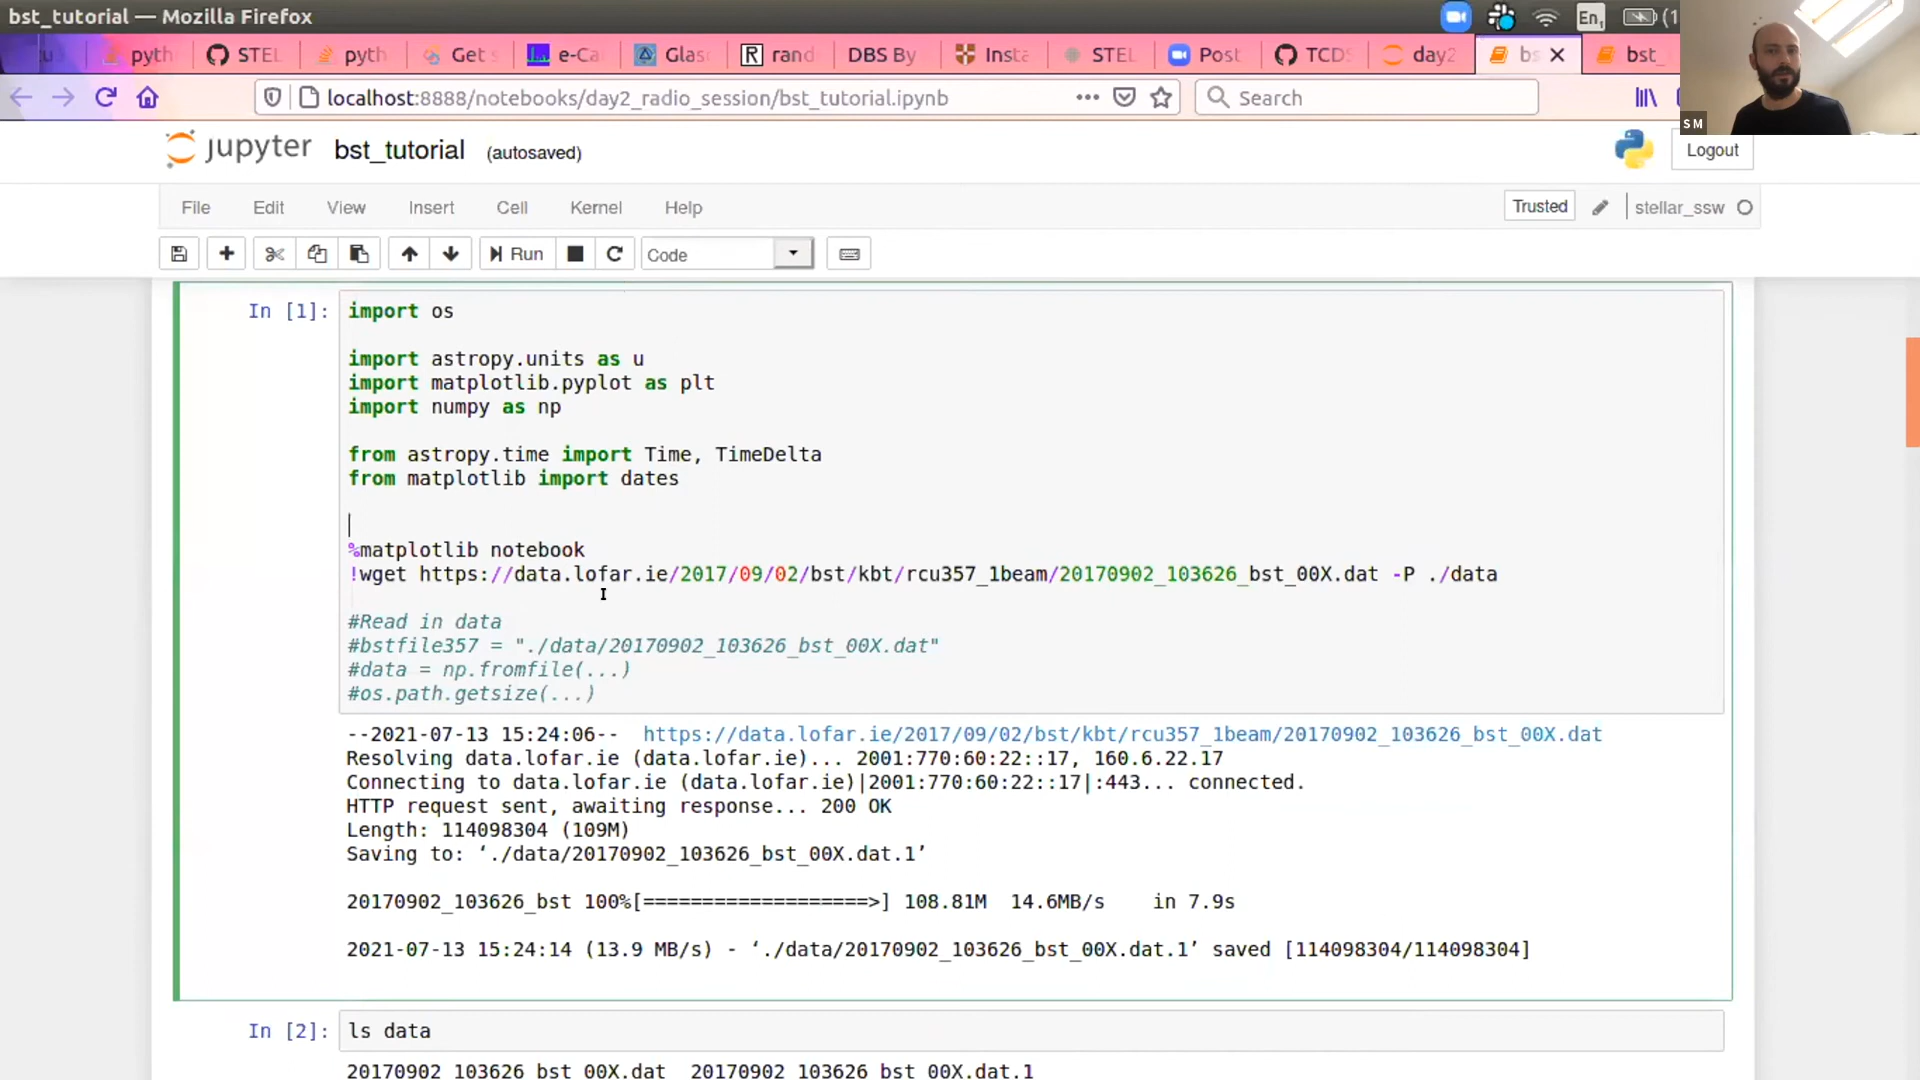 bst_tutorial — Mozilla Firefox
En1
(1
pyth
STEL
pyth
Get
e-Ca
Glas
R rand
DBS By
Insta
STEL
Post
TCDS
day2
bs
bst_
localhost:8888/notebooks/day2_radio_session/bst_tutorial.ipynb
Search
SM
jupyter bst_tutorial (autosaved)
Logout
File Edit View Insert Cell Kernel Help
Trusted
stellar_ssw
Run
Code
In [1]:
import os
import astropy.units as u
import matplotlib.pyplot as plt
import numpy as np
from astropy.time import Time, TimeDelta
from matplotlib import dates
%matplotlib notebook
!wget https://data.lofar.ie/2017/09/02/bst/kbt/rcu357_1beam/20170902_103626_bst_00X.dat -P ./data
#Read in data
#bstfile357 = "./data/20170902_103626_bst_00X.dat"
#data = np.fromfile(...)
#os.path.getsize(...)
--2021-07-13 15:24:06--  https://data.lofar.ie/2017/09/02/bst/kbt/rcu357_1beam/20170902_103626_bst_00X.dat
Resolving data.lofar.ie (data.lofar.ie)... 2001:770:60:22::17, 160.6.22.17
Connecting to data.lofar.ie (data.lofar.ie)|2001:770:60:22::17|:443... connected.
HTTP request sent, awaiting response... 200 OK
Length: 114098304 (109M)
Saving to: ‘./data/20170902_103626_bst_00X.dat.1’
20170902_103626_bst 100%[===================>] 108.81M  14.6MB/s    in 7.9s
2021-07-13 15:24:14 (13.9 MB/s) - ‘./data/20170902_103626_bst_00X.dat.1’ saved [114098304/114098304]
In [2]:
ls data
20170902_103626_bst_00X.dat  20170902_103626_bst_00X.dat.1